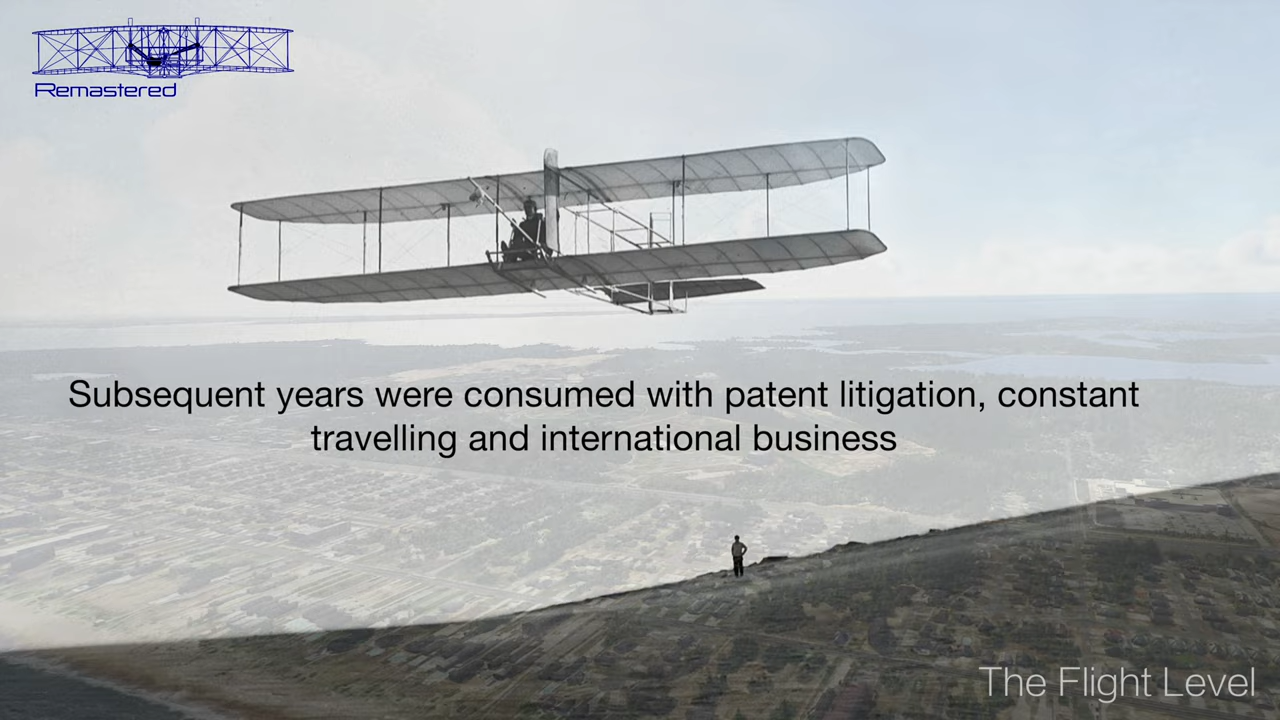 Remastered
Subsequent years were consumed with patent litigation, constant
travelling and international business
The Flight Level